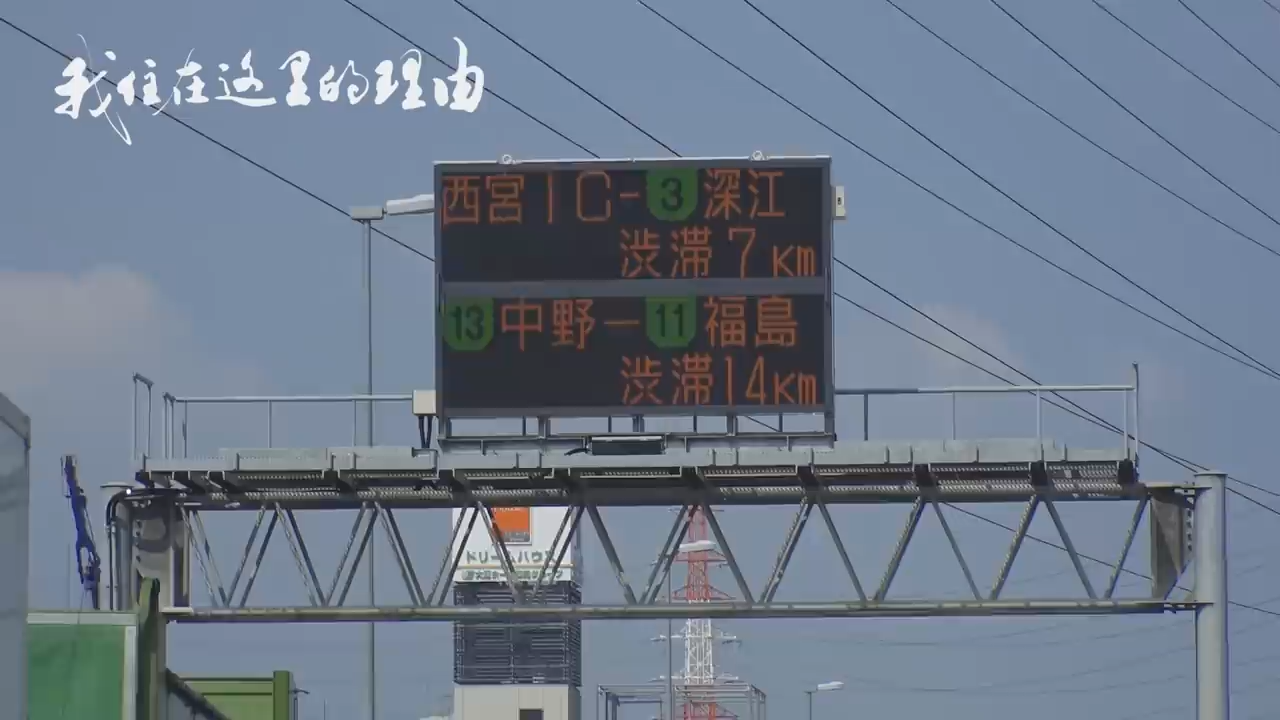 我住在这里的理由
西宮IC-3深江
渋滞7km
13中野-11福島
渋滞14km
ドリームハウス